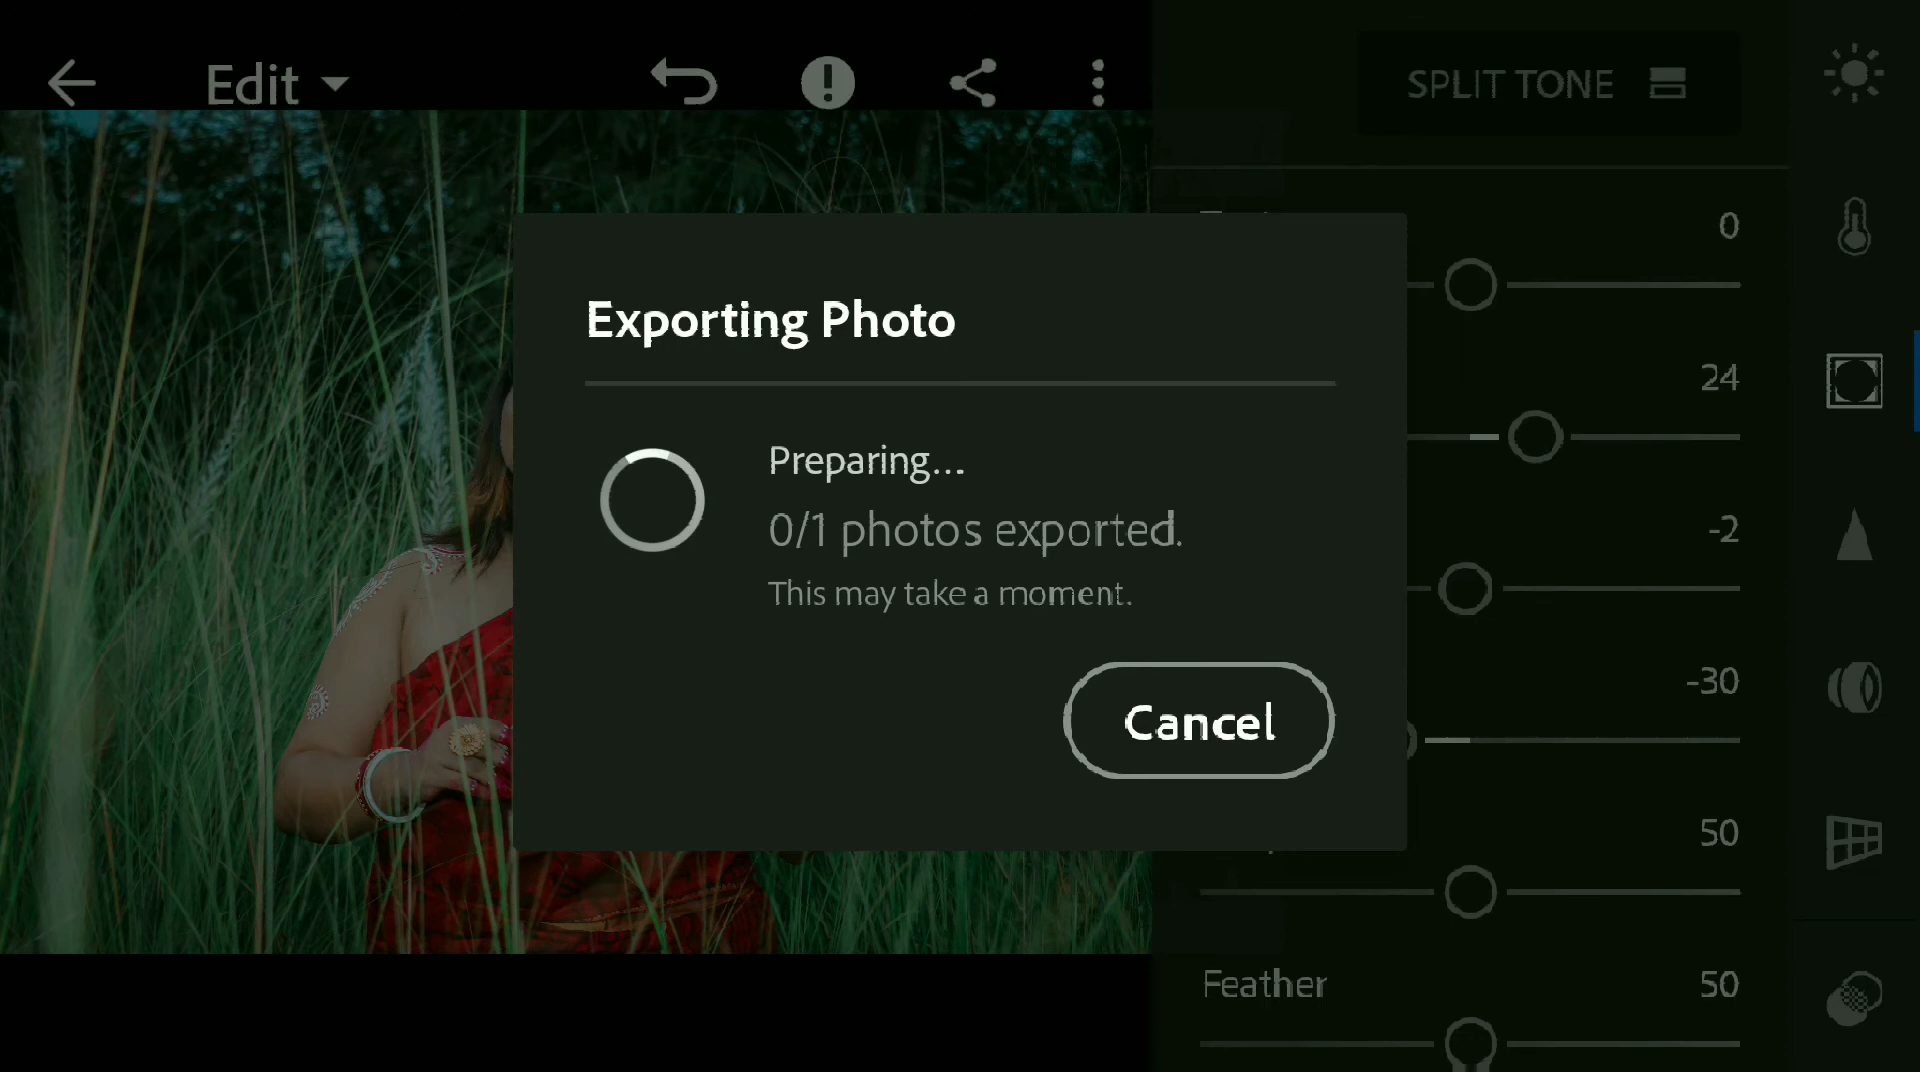 Edit
SPLIT TONE
0
24
-2
-30
50
Feather 50
Exporting Photo
Preparing...
0/1 photos exported.
This may take a moment.
Cancel